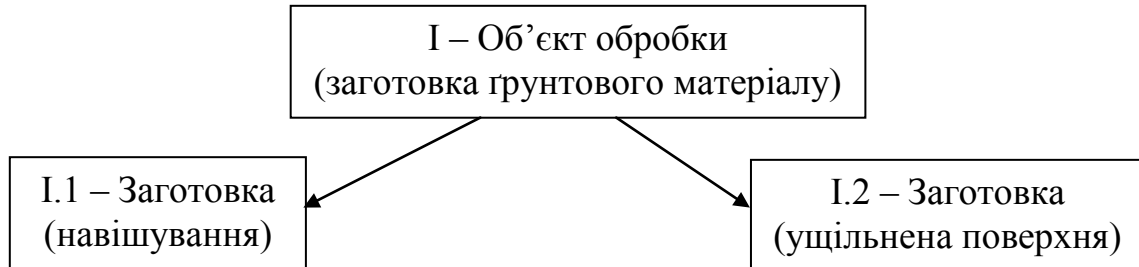 I – Об’єкт обробки
(заготовка ґрунтового матеріалу)
I.1 – Заготовка
(навішування)
I.2 – Заготовка
(ущільнена поверхня)